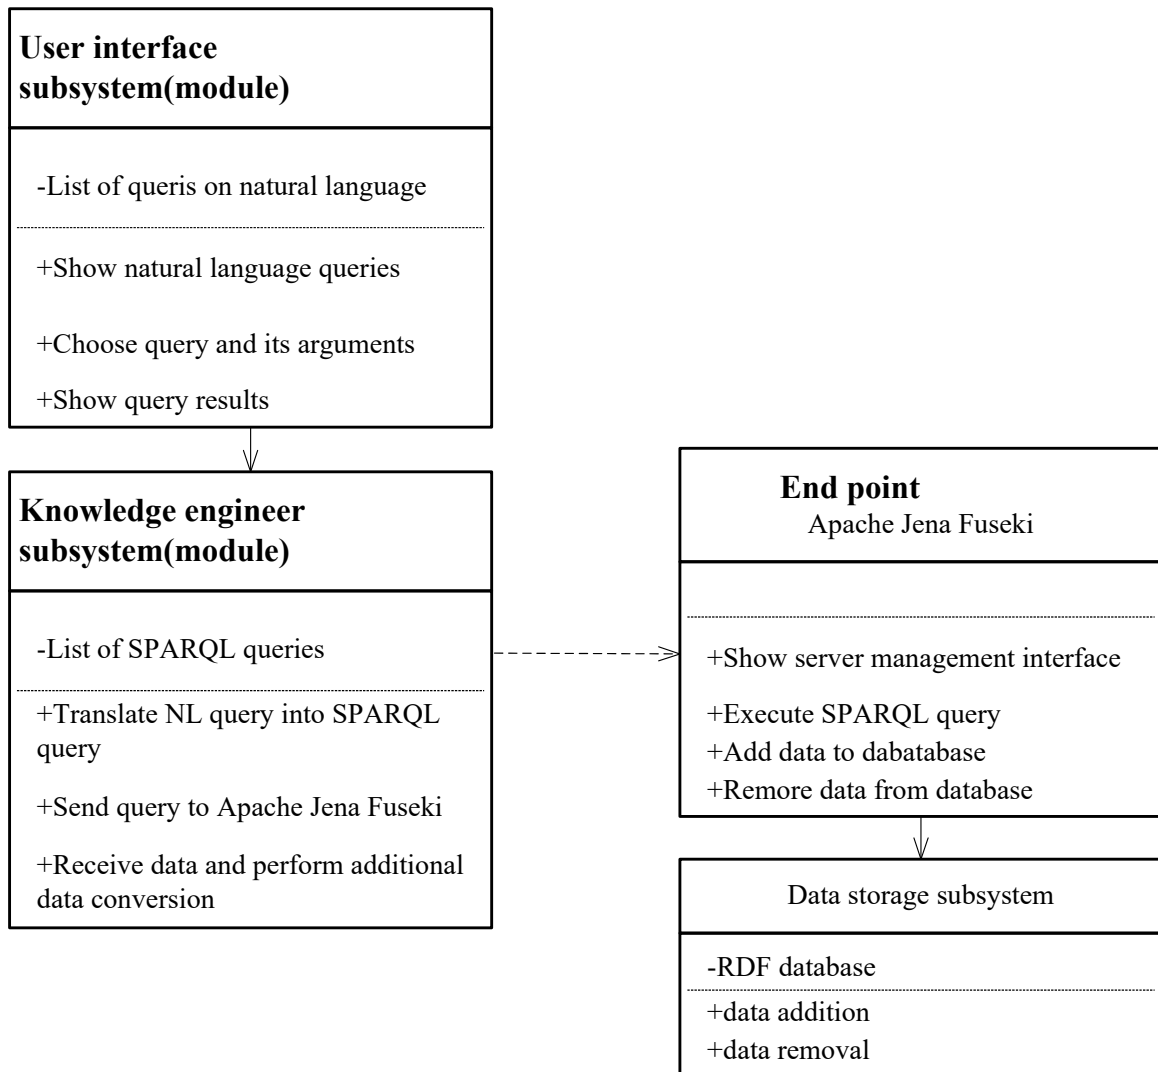 User interface
subsystem(module)
-List of queris on natural language
+Show natural language queries
+Choose query and its arguments
+Show query results
Knowledge engineer
subsystem(module)
-List of SPARQL queries
+Translate NL query into SPARQL
query
+Send query to Apache Jena Fuseki
+Receive data and perform additional
data conversion
End point
Apache Jena Fuseki
+Show server management interface
+Execute SPARQL query
+Add data to dabatabase
+Remore data from database
Data storage subsystem
-RDF database
+data addition
+data removal